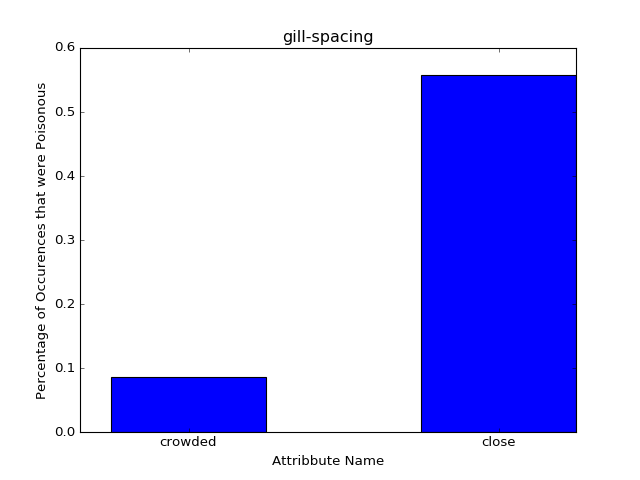 gill-spacing
0.6
0.5
0.4
0.3
0.2
0.1
0.0
Percentage of Occurences that were Poisonous
crowded
close
Attribbute Name